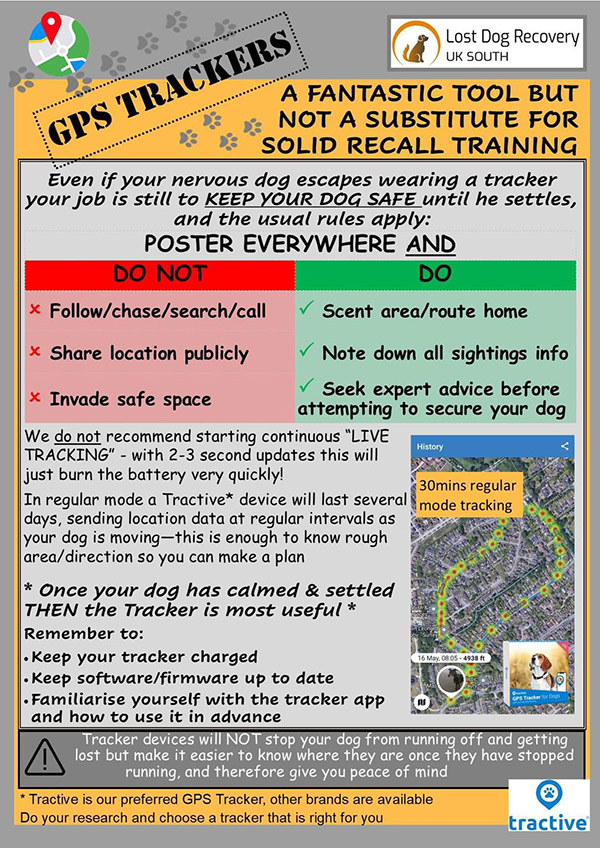 GPS TRACKERS
Lost Dog Recovery
UK SOUTH
A FANTASTIC TOOL BUT
NOT A SUBSTITUTE FOR
SOLID RECALL TRAINING
Even if your nervous dog escapes wearing a tracker
your job is still to KEEP YOUR DOG SAFE until he settles,
and the usual rules apply:
POSTER EVERYWHERE AND
DO NOT
× Follow/chase/search/call
× Share location publicly
× Invade safe space
DO
✓ Scent area/route home
✓ Note down all sightings info
✓ Seek expert advice before
attempting to secure your dog
We do not recommend starting continuous “LIVE
TRACKING” - with 2-3 second updates this will
just burn the battery very quickly!
In regular mode a Tractive* device will last several
days, sending location data at regular intervals as
your dog is moving—this is enough to know rough
area/direction so you can make a plan
* Once your dog has calmed & settled
THEN the Tracker is most useful *
Remember to:
• Keep your tracker charged
• Keep software/firmware up to date
• Familiarise yourself with the tracker app
and how to use it in advance
History
30mins regular
mode tracking
16 May, 08:05 - 4938 ft
GPS Tracker for Dogs
Tracker devices will NOT stop your dog from running off and getting
lost but make it easier to know where they are once they have stopped
running, and therefore give you peace of mind
* Tractive is our preferred GPS Tracker, other brands are available
Do your research and choose a tracker that is right for you
tractive®